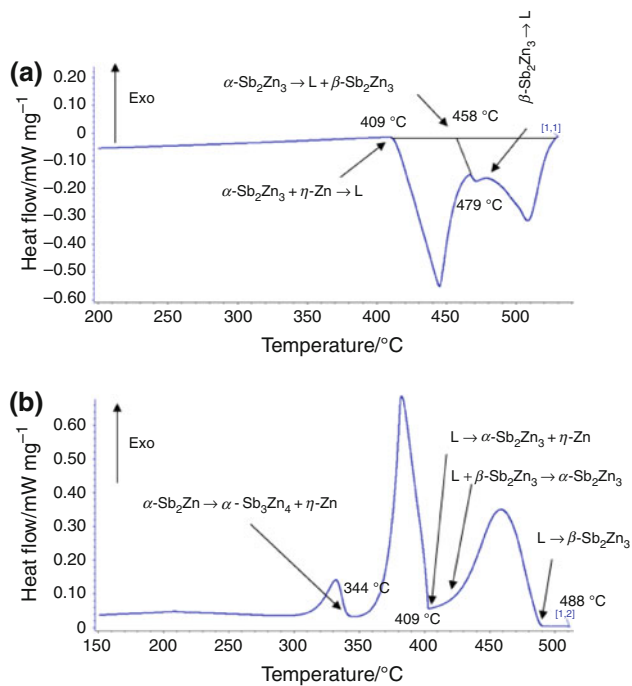 (a)
Heat flow/mW mg⁻¹
0.20
0.10
0
−0.10
−0.20
−0.30
−0.40
−0.50
−0.60
Exo
α-Sb₂Zn₃ → L + β-Sb₂Zn₃
β-Sb₂Zn₃ → L
409 °C
458 °C
[1,1]
α-Sb₂Zn₃ + η-Zn → L
479 °C
200
250
300
350
400
450
500
Temperature/°C
(b)
Heat flow/mW mg⁻¹
0.60
0.50
0.40
0.30
0.20
0.10
0
Exo
L → α-Sb₂Zn₃ + η-Zn
L + β-Sb₂Zn₃ → α-Sb₂Zn₃
α-Sb₂Zn → α - Sb₃Zn₄ + η-Zn
L → β-Sb₂Zn₃
344 °C
409 °C
488 °C
[1,2]
150
200
250
300
350
400
450
500
Temperature/°C